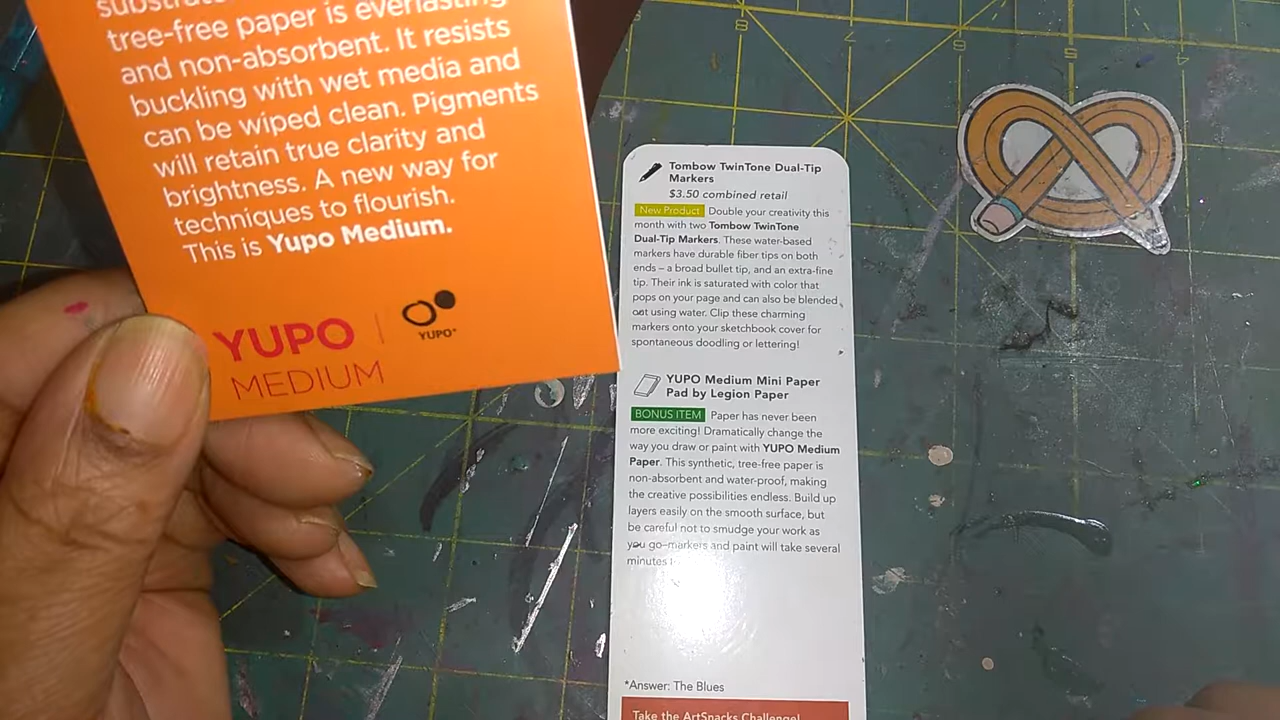 substrate
tree-free paper is everlasting
and non-absorbent. It resists
buckling with wet media and
can be wiped clean. Pigments
will retain true clarity and
brightness. A new way for
techniques to flourish.
This is Yupo Medium.
YUPO
MEDIUM
YUPO
Tombow TwinTone Dual-Tip
Markers
$3.50 combined retail
New Product Double your creativity this
month with two Tombow TwinTone
Dual-Tip Markers. These water-based
markers have durable fiber tips on both
ends – a broad bullet tip, and an extra-fine
tip. Their ink is saturated with color that
pops on your page and can also be blended
out using water. Clip these charming
markers onto your sketchbook cover for
spontaneous doodling or lettering!
YUPO Medium Mini Paper
Pad by Legion Paper
BONUS ITEM Paper has never been
more exciting! Dramatically change the
way you draw or paint with YUPO Medium
Paper. This synthetic, tree-free paper is
non-absorbent and water-proof, making
the creative possibilities endless. Build up
layers easily on the smooth surface, but
be careful not to smudge your work as
you go–markers and paint will take several
minutes
*Answer: The Blues
Take the ArtSnacks Challenge!
8 7 6 5 4